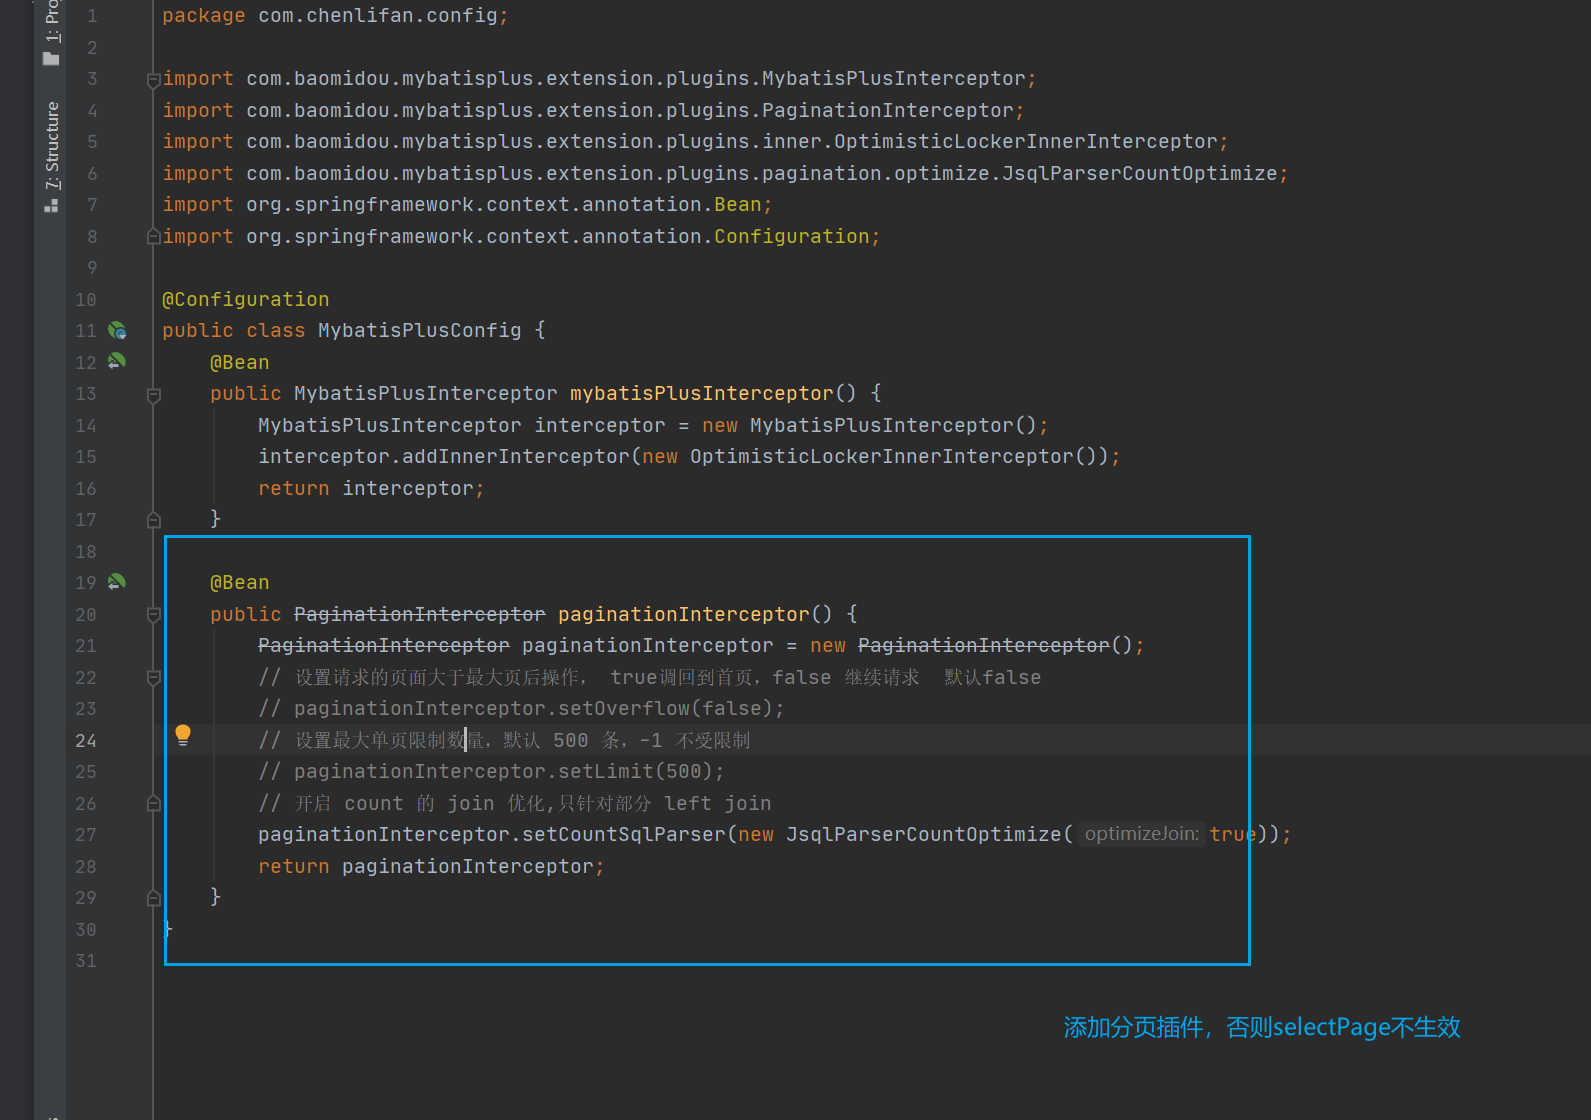 1: Pro
7: Structure
1 package com.chenlifan.config;
2
3 import com.baomidou.mybatisplus.extension.plugins.MybatisPlusInterceptor;
4 import com.baomidou.mybatisplus.extension.plugins.PaginationInterceptor;
5 import com.baomidou.mybatisplus.extension.plugins.inner.OptimisticLockerInnerInterceptor;
6 import com.baomidou.mybatisplus.extension.plugins.pagination.optimize.JsqlParserCountOptimize;
7 import org.springframework.context.annotation.Bean;
8 import org.springframework.context.annotation.Configuration;
9
10 @Configuration
11 public class MybatisPlusConfig {
12     @Bean
13     public MybatisPlusInterceptor mybatisPlusInterceptor() {
14         MybatisPlusInterceptor interceptor = new MybatisPlusInterceptor();
15         interceptor.addInnerInterceptor(new OptimisticLockerInnerInterceptor());
16         return interceptor;
17     }
18
19     @Bean
20     public PaginationInterceptor paginationInterceptor() {
21         PaginationInterceptor paginationInterceptor = new PaginationInterceptor();
22         // 设置请求的页面大于最大页后操作， true调回到首页，false 继续请求  默认false
23         // paginationInterceptor.setOverflow(false);
24         // 设置最大单页限制数量，默认 500 条，-1 不受限制
25         // paginationInterceptor.setLimit(500);
26         // 开启 count 的 join 优化,只针对部分 left join
27         paginationInterceptor.setCountSqlParser(new JsqlParserCountOptimize( optimizeJoin: true));
28         return paginationInterceptor;
29     }
30 }
31
添加分页插件，否则selectPage不生效